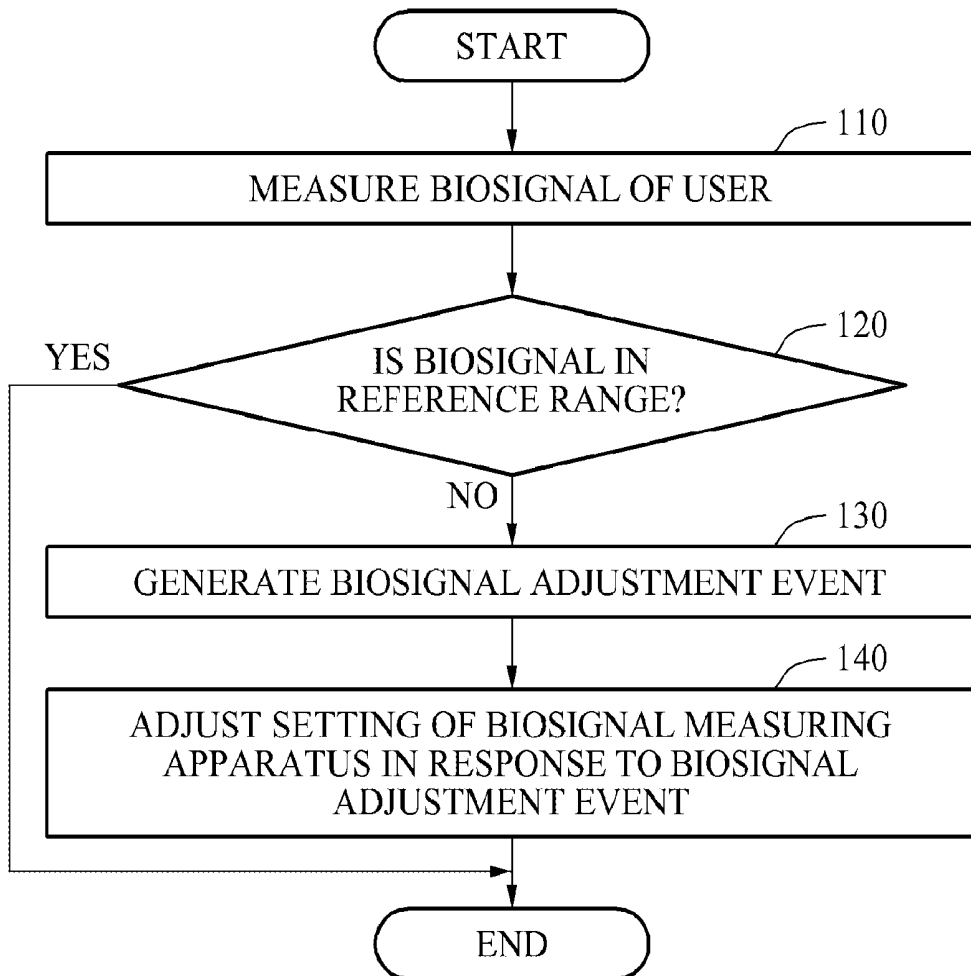 START
110
MEASURE BIOSIGNAL OF USER
120
YES
IS BIOSIGNAL IN
REFERENCE RANGE?
NO
130
GENERATE BIOSIGNAL ADJUSTMENT EVENT
140
ADJUST SETTING OF BIOSIGNAL MEASURING
APPARATUS IN RESPONSE TO BIOSIGNAL
ADJUSTMENT EVENT
END